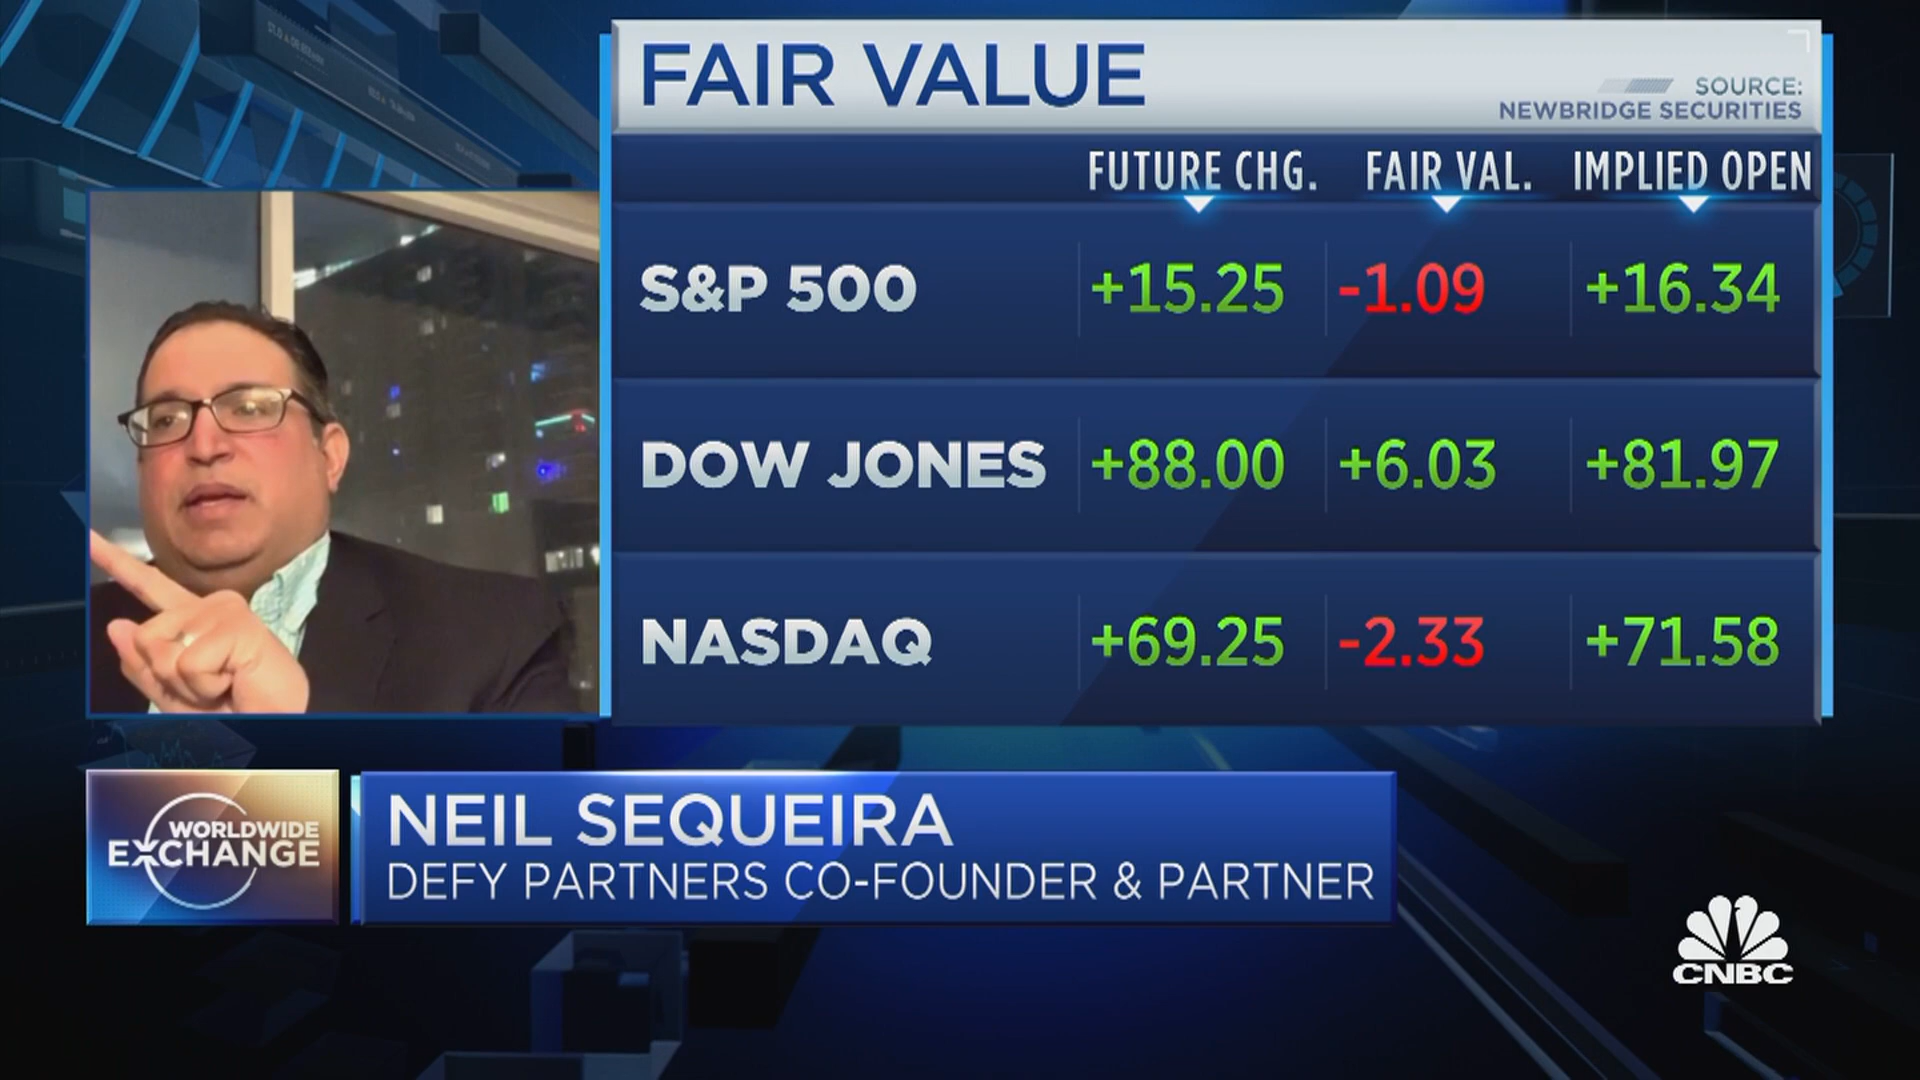 FAIR VALUE
SOURCE:
NEWBRIDGE SECURITIES
FUTURE CHG. FAIR VAL. IMPLIED OPEN
S&P 500 +15.25 -1.09 +16.34
DOW JONES +88.00 +6.03 +81.97
NASDAQ +69.25 -2.33 +71.58
WORLDWIDE
EXCHANGE
NEIL SEQUEIRA
DEFY PARTNERS CO-FOUNDER & PARTNER
CNBC